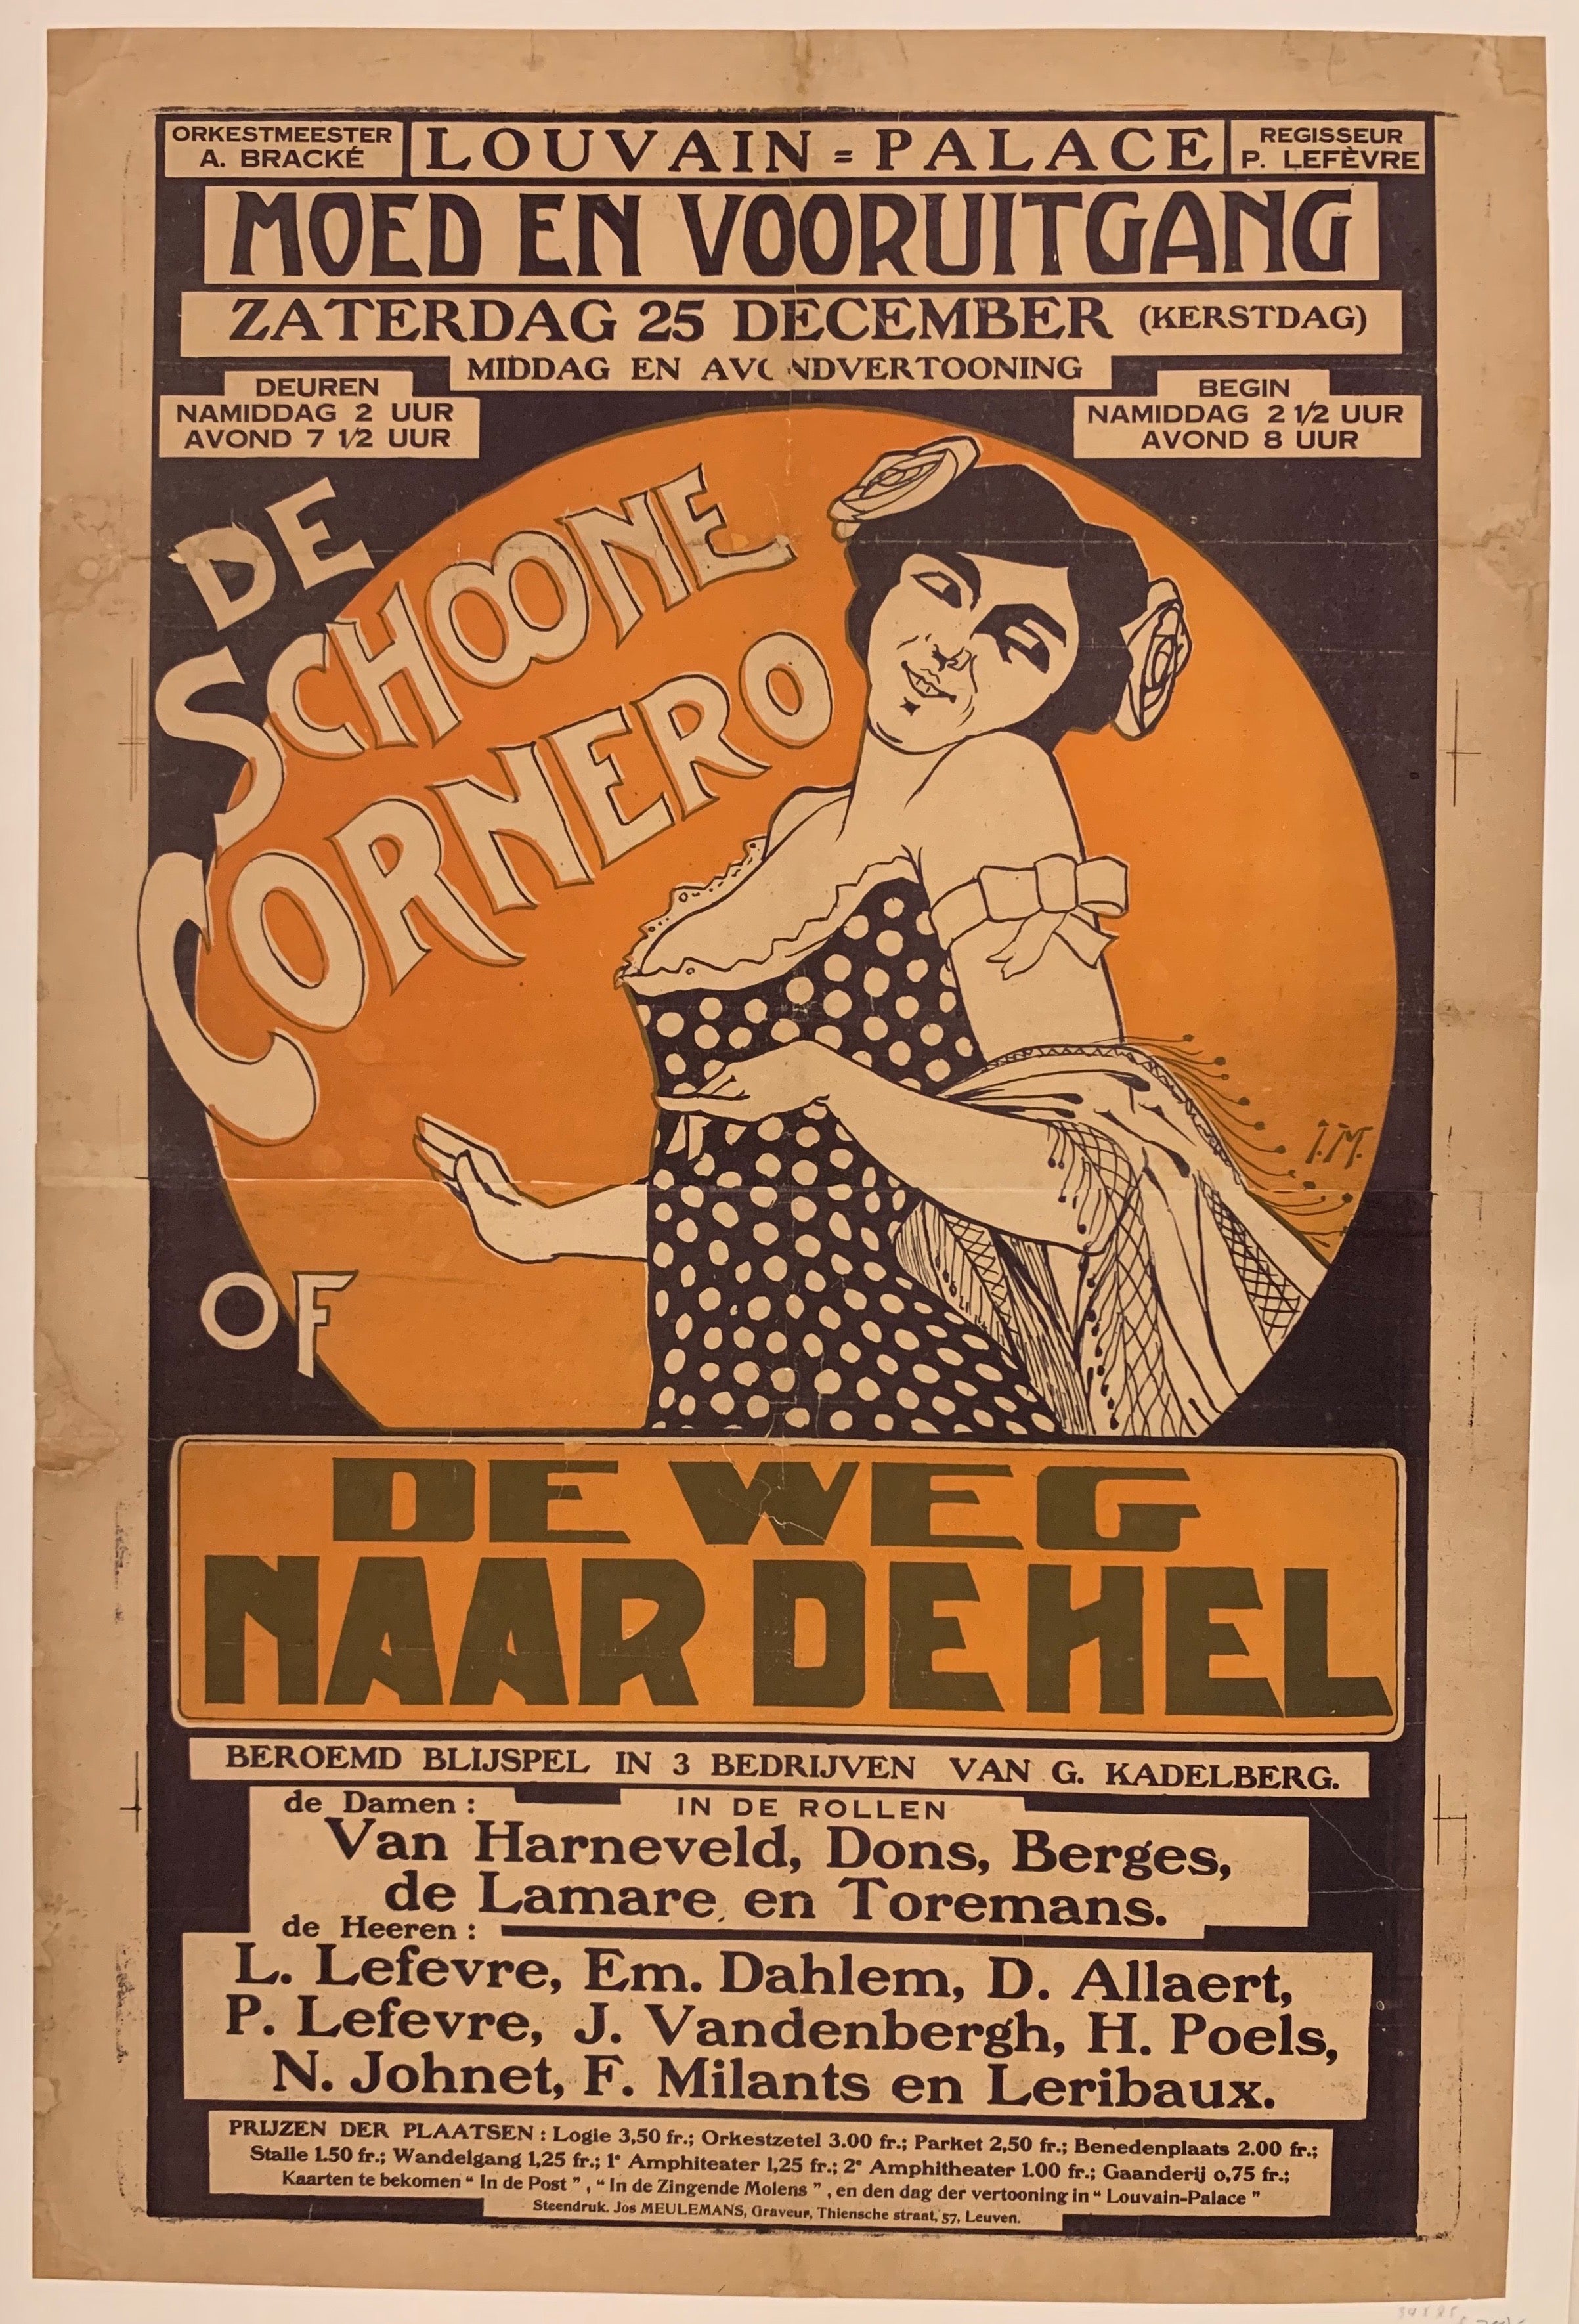 ORKESTMEESTER
A. BRACKÉ
LOUVAIN = PALACE
REGISSEUR
P. LEFÈVRE
MOED EN VOORUITGANG
ZATERDAG 25 DECEMBER (KERSTDAG)
MIDDAG EN AVONDVERTOONING
DEUREN
NAMIDDAG 2 UUR
AVOND 7 1/2 UUR
BEGIN
NAMIDDAG 2 1/2 UUR
AVOND 8 UUR
DE
SCHOONE
CORNERO
J.M.
OF
DE WEG
NAAR DE HEL
BEROEMD BLIJSPEL IN 3 BEDRIJVEN VAN G. KADELBERG.
de Damen : IN DE ROLLEN
Van Harneveld, Dons, Berges,
de Lamare, en Toremans.
de Heeren :
L. Lefevre, Em. Dahlem, D. Allaert,
P. Lefevre, J. Vandenbergh, H. Poels,
N. Johnet, F. Milants en Leribaux.
PRIJZEN DER PLAATSEN : Logie 3,50 fr.; Orkestzetel 3.00 fr.; Parket 2,50 fr.; Benedenplaats 2.00 fr.;
Stalle 1.50 fr.; Wandelgang 1,25 fr.; 1e Amphiteater 1,25 fr.; 2e Amphitheater 1.00 fr.; Gaanderij 0,75 fr.;
Kaarten te bekomen “ In de Post ” , “ In de Zingende Molens ” , en den dag der vertooning in “ Louvain-Palace ”
Steendruk. Jos MEULEMANS, Graveur, Thiensche straat, 57, Leuven.